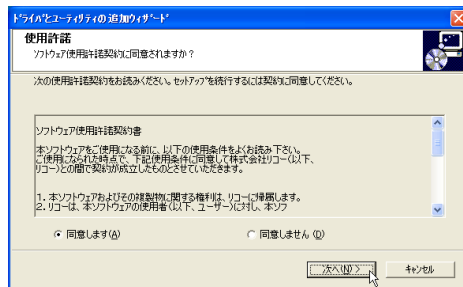 ドライバとユーティリティの追加ウィザード
使用許諾
ソフトウェア使用許諾契約に同意されますか？
次の使用許諾契約をお読みください。セットアップを続行するには契約に同意してください。
ソフトウェア使用許諾契約書
本ソフトウェアをご使用になる前に、以下の使用条件をよくお読み下さい。
ご使用になられた時点で、下記使用条件に同意して株式会社リコー(以下、
リコー)との間で契約が成立したものとさせていただきます。
1. 本ソフトウェアおよびその複製物に関する権利は、リコーに帰属します。
2. リコーは、本ソフトウェアの使用者(以下、ユーザー)に対し、本ソフ
同意します(A)
同意しません(D)
次へ(N) >
キャンセル